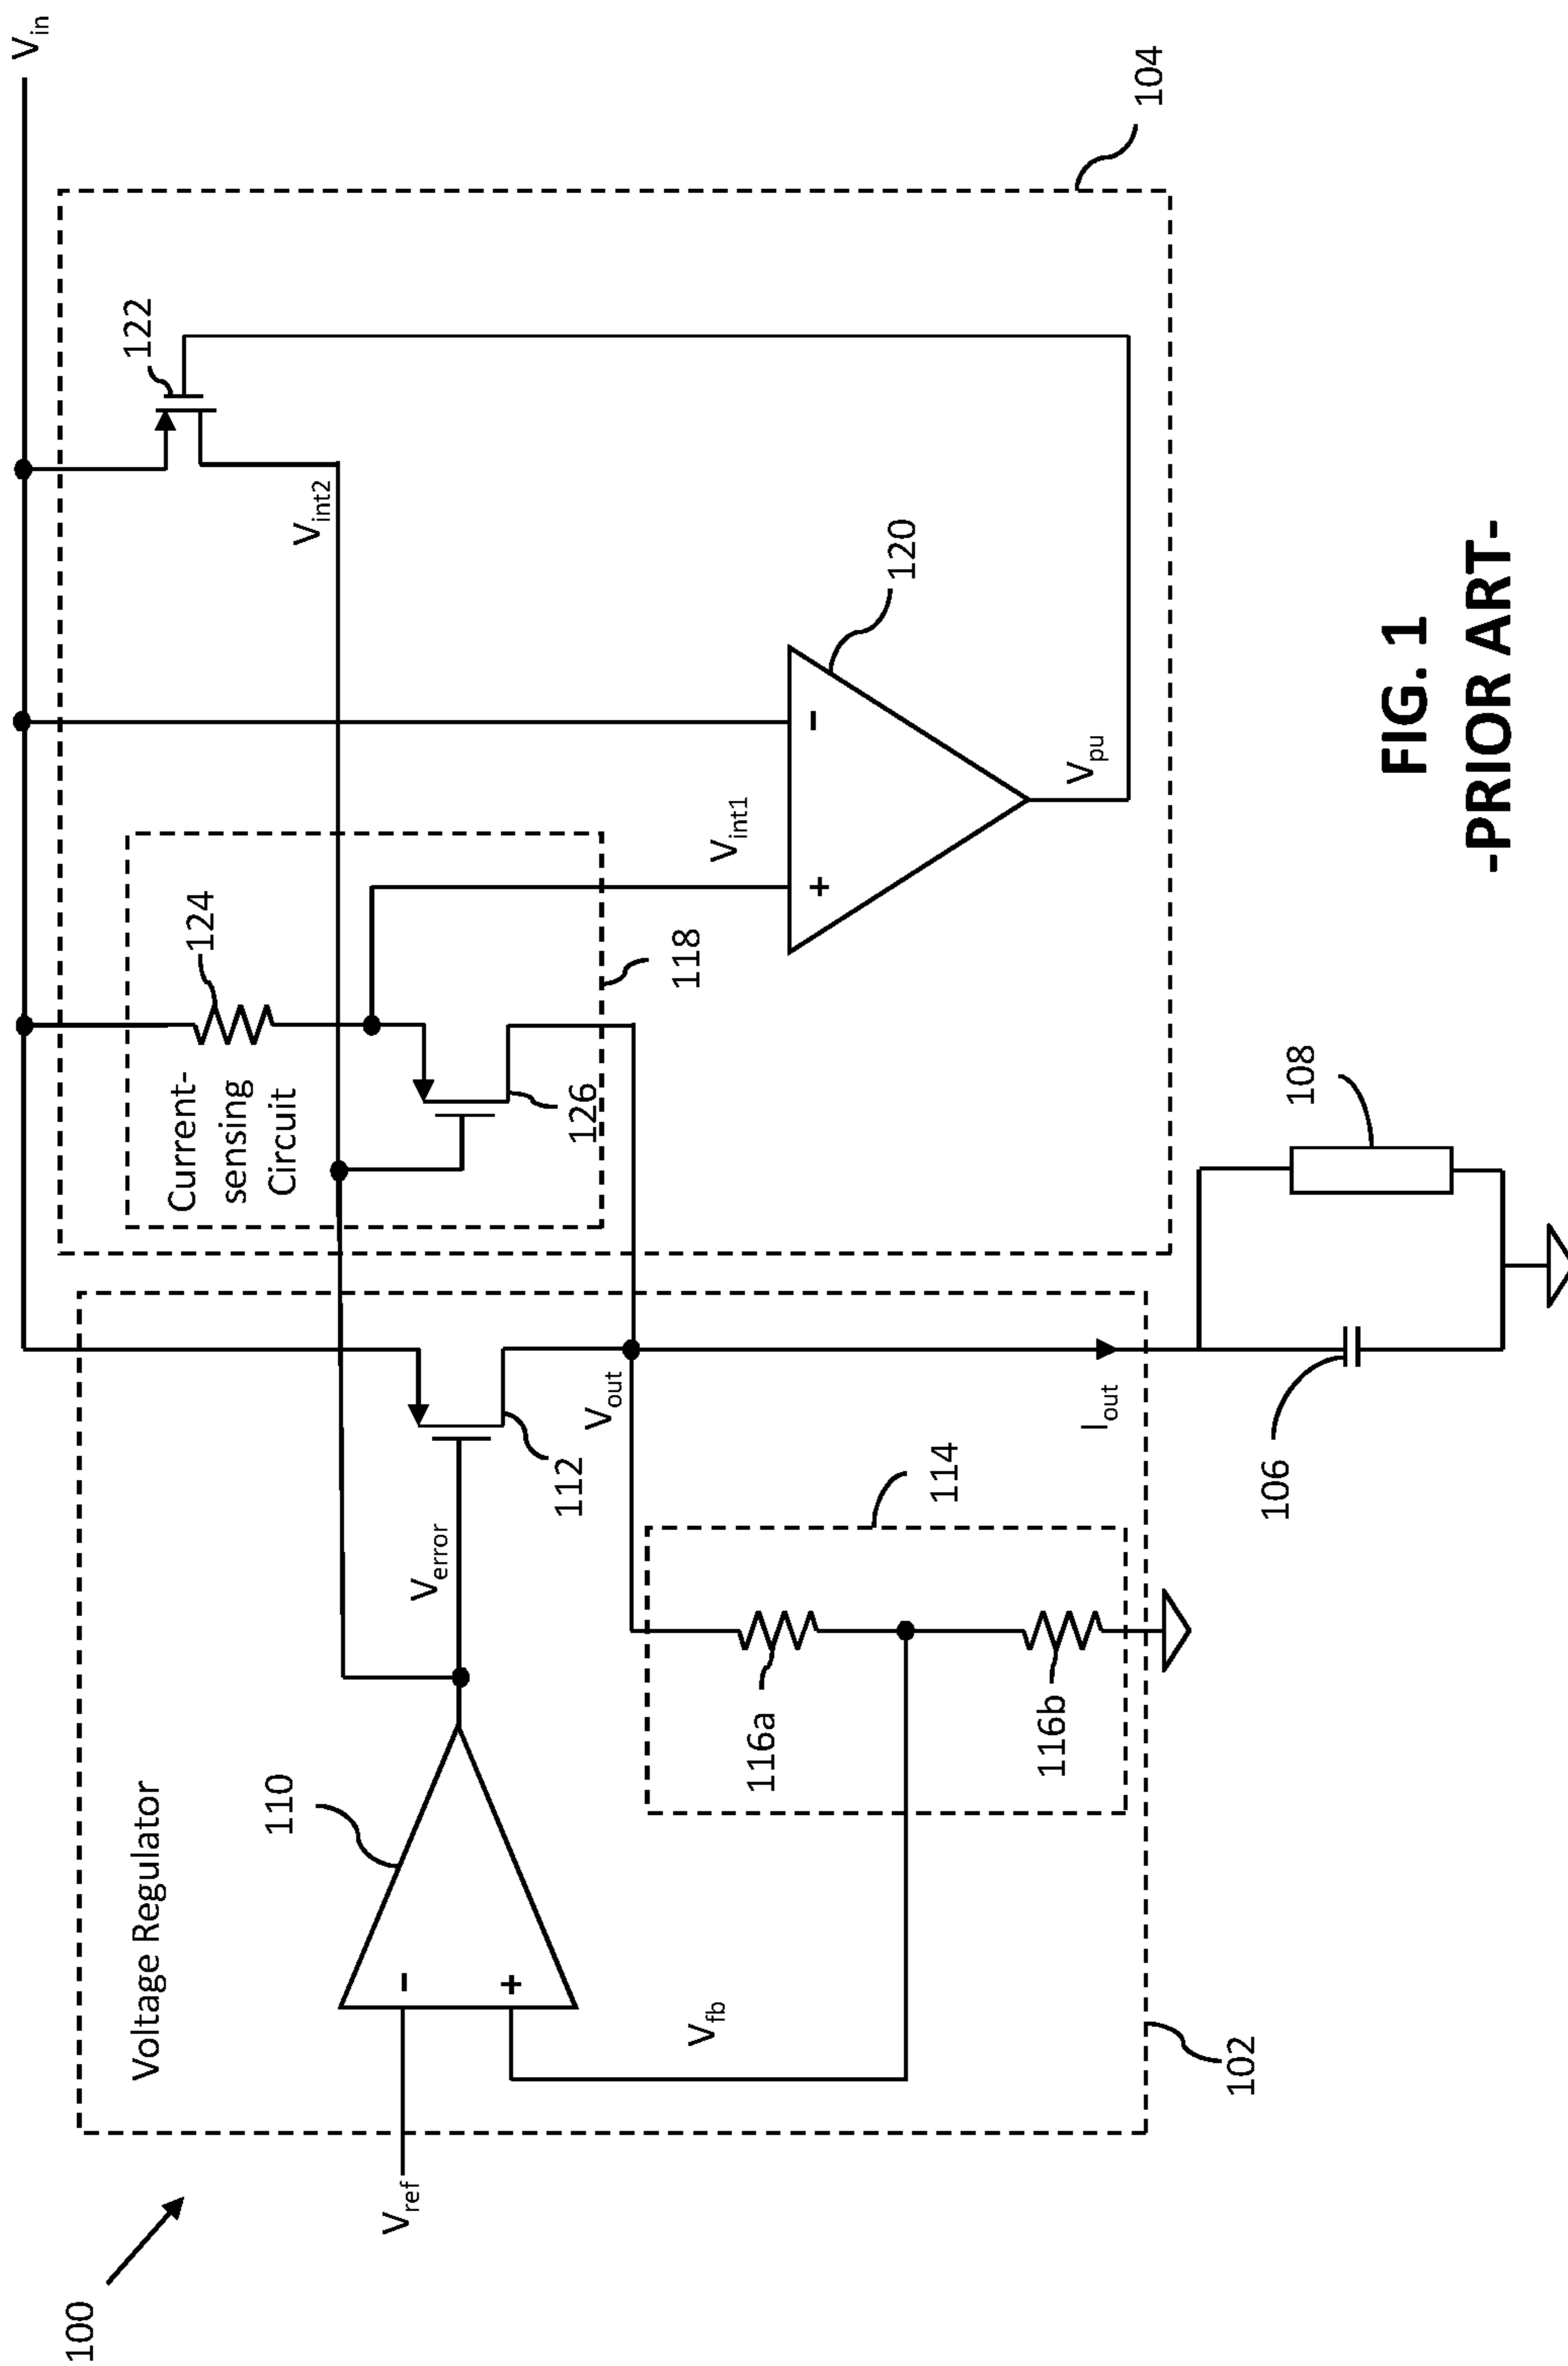 100
V_in
Voltage Regulator
110
V_ref
V_error
V_fb
112
V_out
114
116a
116b
I_out
102
Current-
sensing
Circuit
124
126
118
V_int1
V_int2
122
120
V_pu
104
106
108
FIG. 1
-PRIOR ART-
-
+
+
-